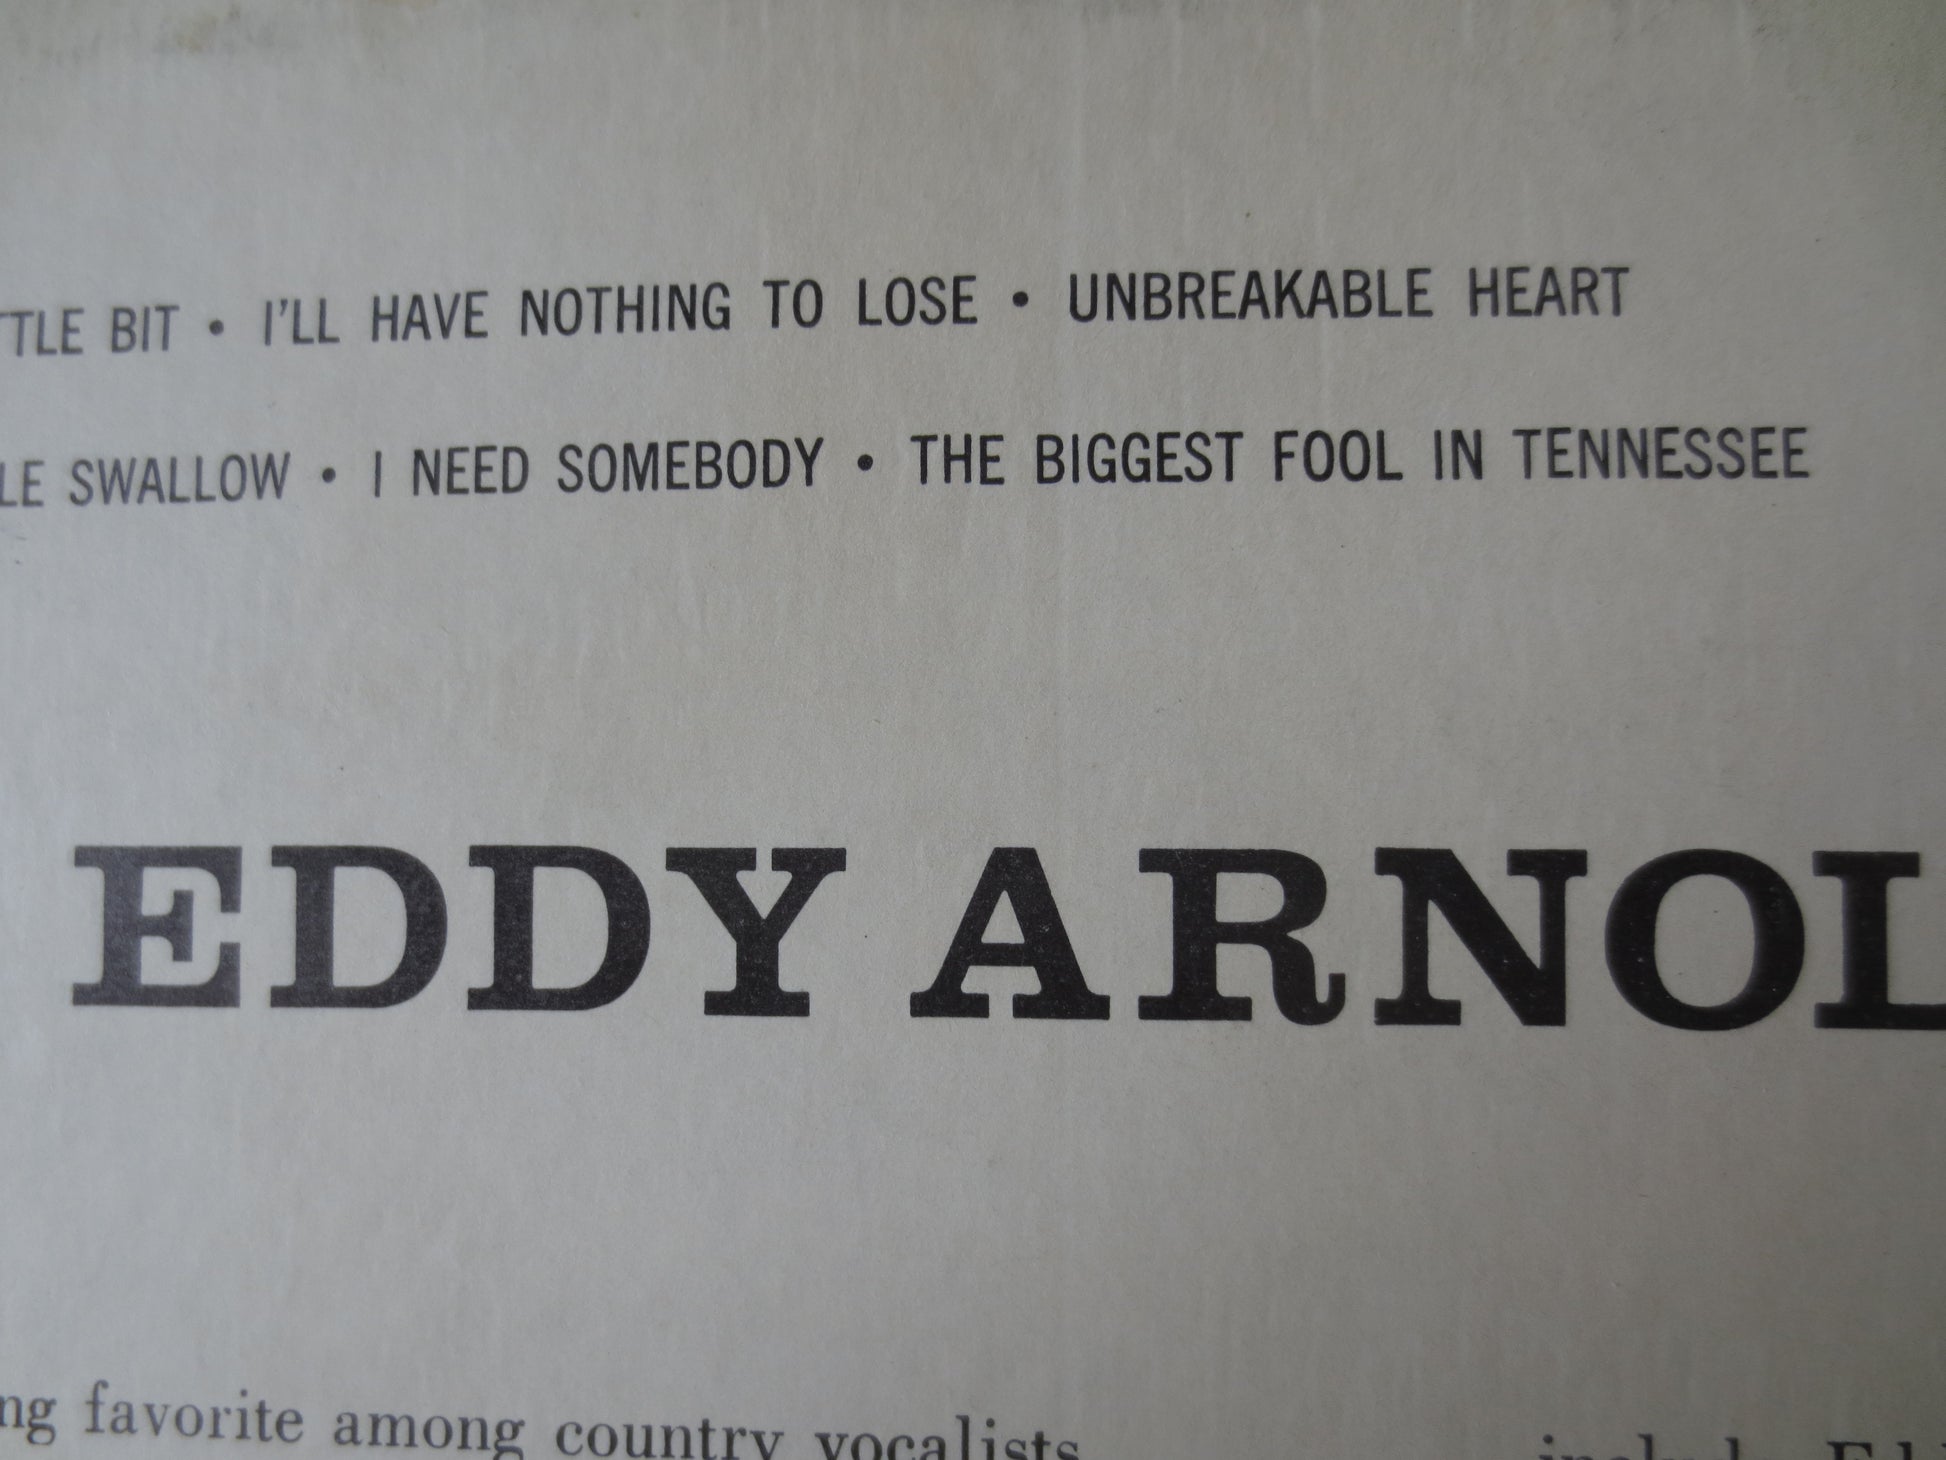 TLE BIT • I'LL HAVE NOTHING TO LOSE • UNBREAKABLE HEART
LE SWALLOW • I NEED SOMEBODY • THE BIGGEST FOOL IN TENNESSEE
EDDY ARNOL
ng favorite among country vocalists